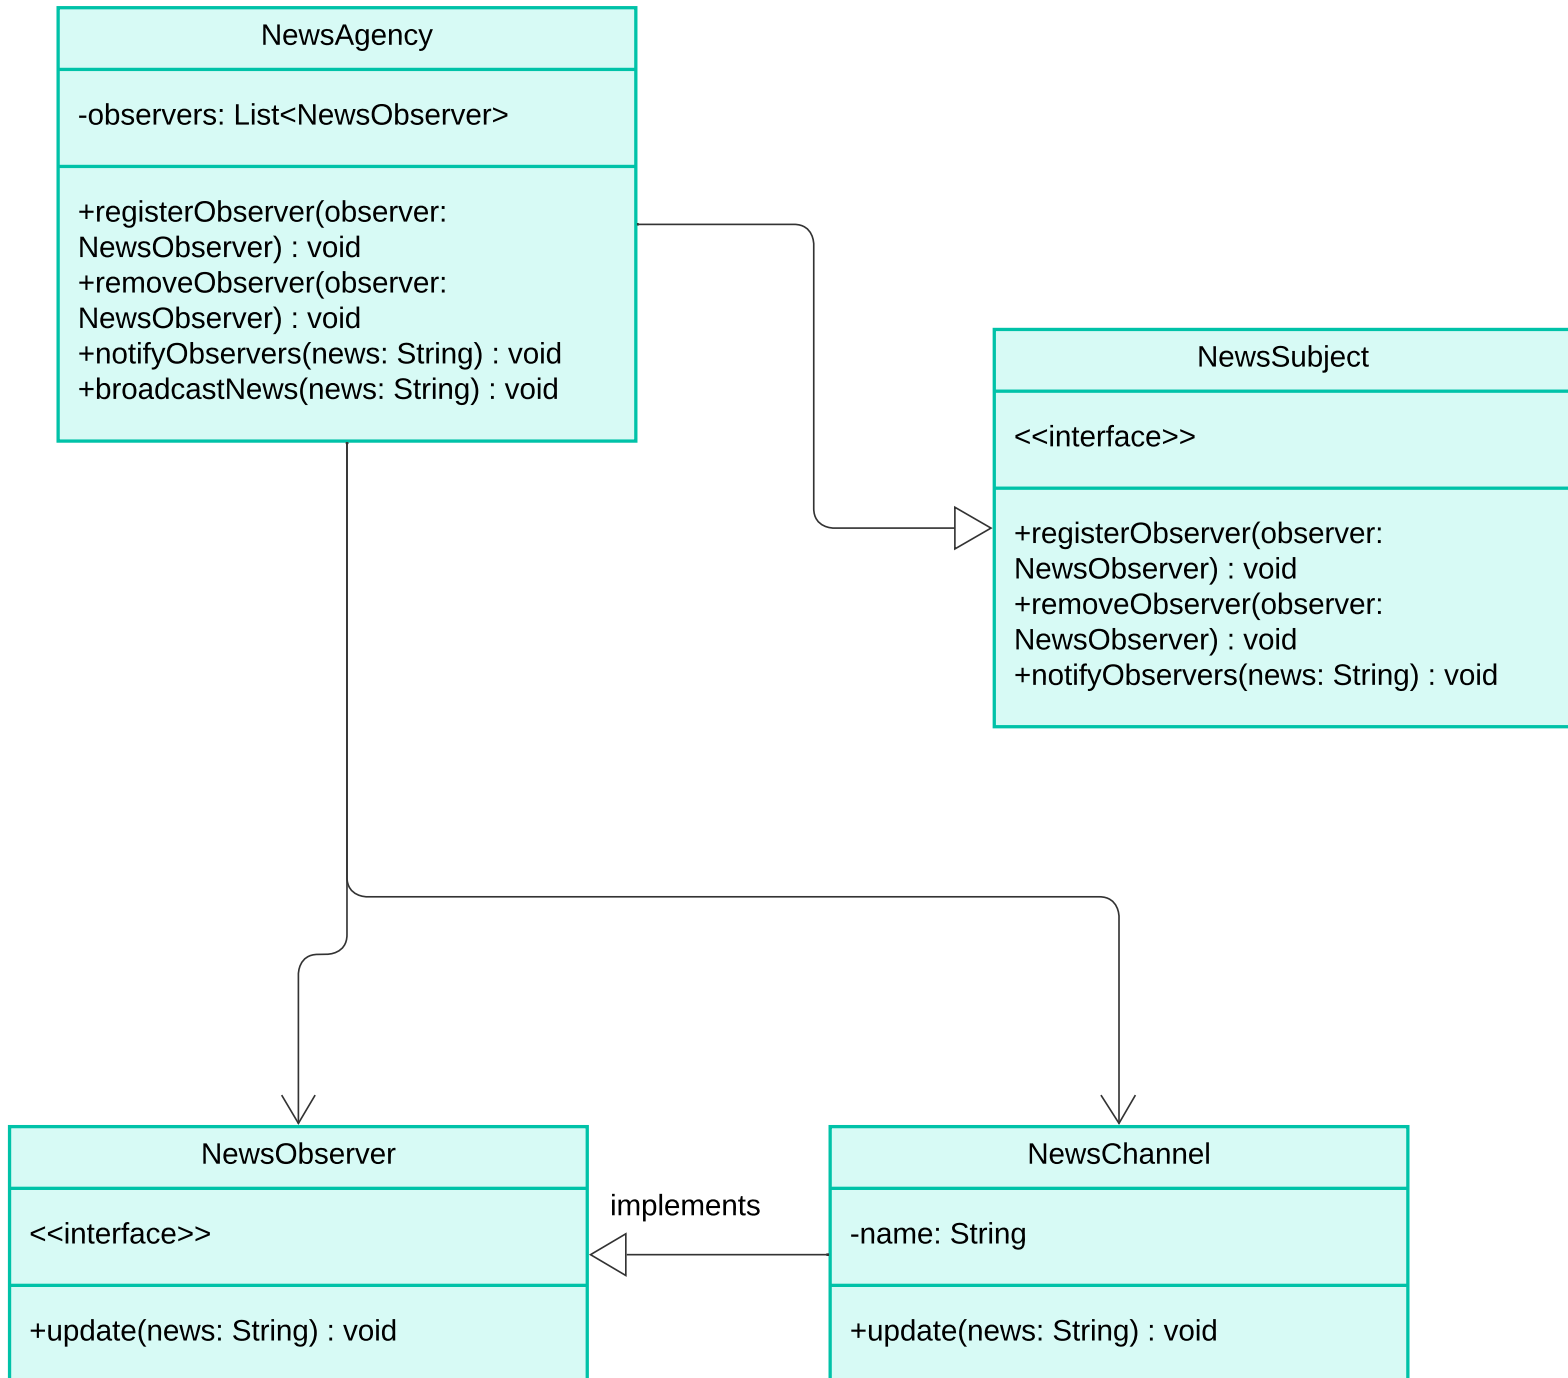 NewsAgency
-observers: List<NewsObserver>
+registerObserver(observer:
NewsObserver) : void
+removeObserver(observer:
NewsObserver) : void
+notifyObservers(news: String) : void
+broadcastNews(news: String) : void
NewsSubject
<<interface>>
+registerObserver(observer:
NewsObserver) : void
+removeObserver(observer:
NewsObserver) : void
+notifyObservers(news: String) : void
NewsObserver
<<interface>>
+update(news: String) : void
implements
NewsChannel
-name: String
+update(news: String) : void